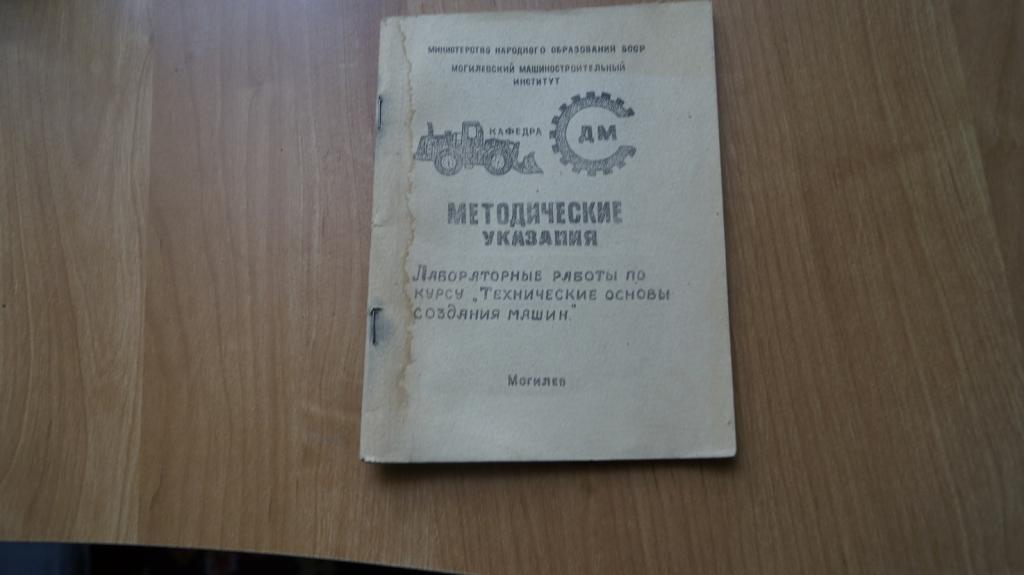 МИНИСТЕРСТВО НАРОДНОГО ОБРАЗОВАНИЯ БССР
МОГИЛЕВСКИЙ МАШИНОСТРОИТЕЛЬНЫЙ
ИНСТИТУТ
КАФЕДРА
СДМ
МЕТОДИЧЕСКИЕ
УКАЗАНИЯ
ЛАБОРАТОРНЫЕ РАБОТЫ ПО
КУРСУ „ТЕХНИЧЕСКИЕ ОСНОВЫ
СОЗДАНИЯ МАШИН."
МОГИЛЕВ